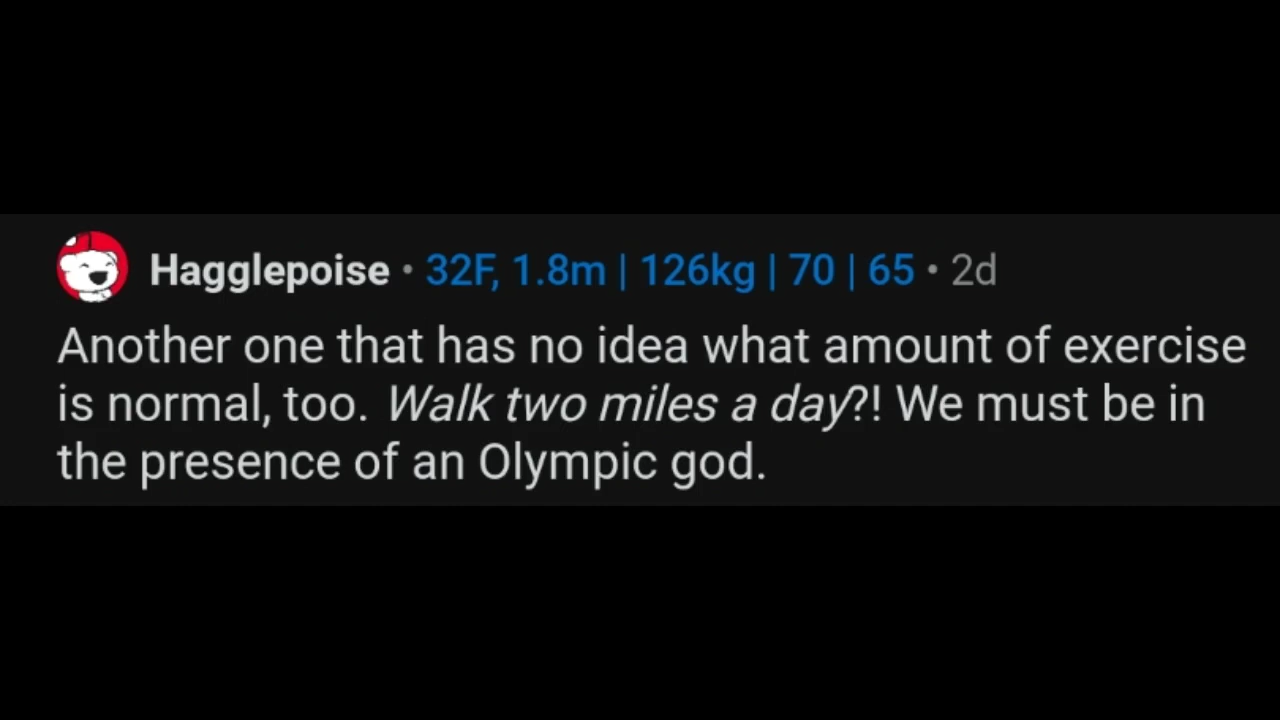 Hagglepoise • 32F, 1.8m | 126kg | 70 | 65 • 2d
Another one that has no idea what amount of exercise
is normal, too. Walk two miles a day?! We must be in
the presence of an Olympic god.